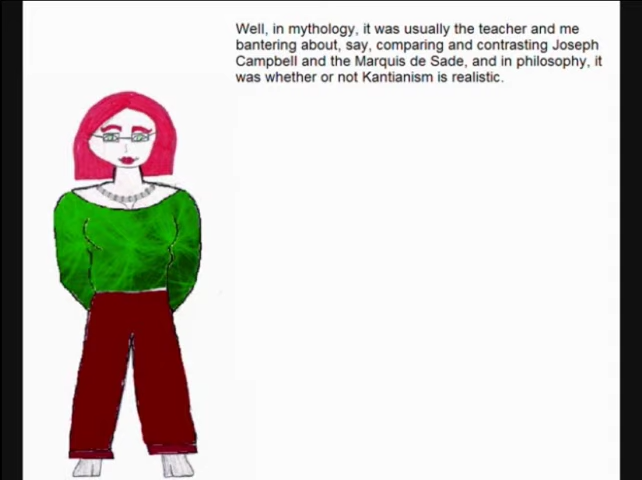 Well, in mythology, it was usually the teacher and me
bantering about, say, comparing and contrasting Joseph
Campbell and the Marquis de Sade, and in philosophy, it
was whether or not Kantianism is realistic.